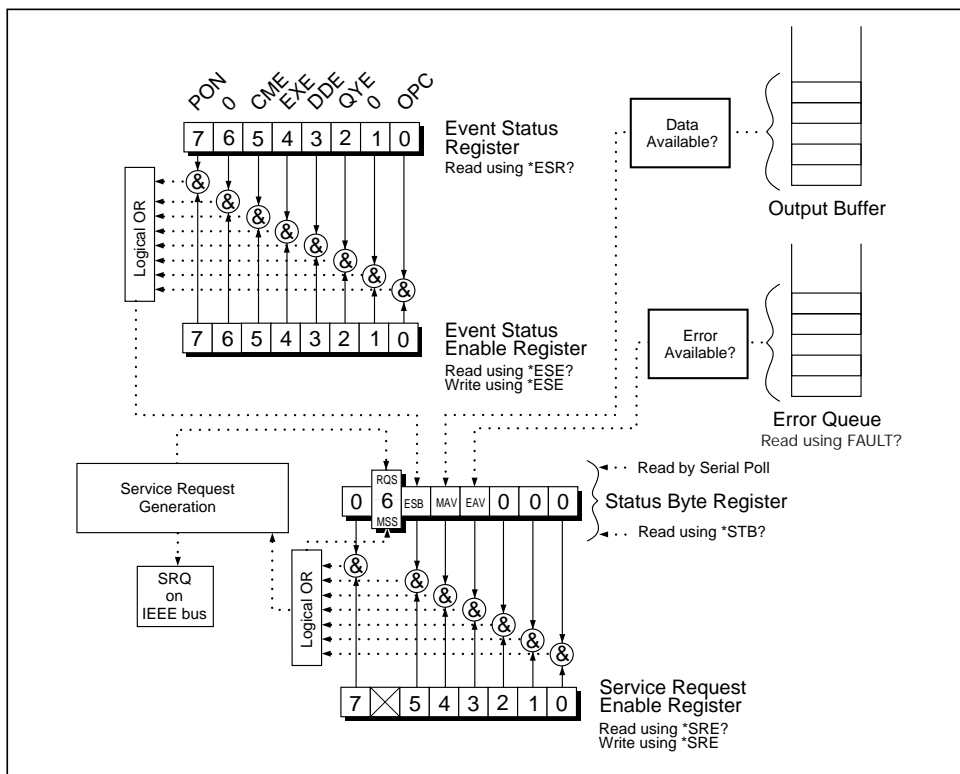 PON 0 CME EXE DDE QYE 0 OPC
7 6 5 4 3 2 1 0
Event Status
Register
Read using *ESR?
Data
Available?
Output Buffer
Logical OR
& & & & & & & &
7 6 5 4 3 2 1 0
Event Status
Enable Register
Read using *ESE?
Write using *ESE
Error
Available?
Error Queue
Read using FAULT?
Service Request
Generation
SRQ
on
IEEE bus
RQS
0 6 ESB MAV EAV 0 0 0
MSS
Read by Serial Poll
Status Byte Register
Read using *STB?
Logical OR
& & & & & & &
7 5 4 3 2 1 0
Service Request
Enable Register
Read using *SRE?
Write using *SRE